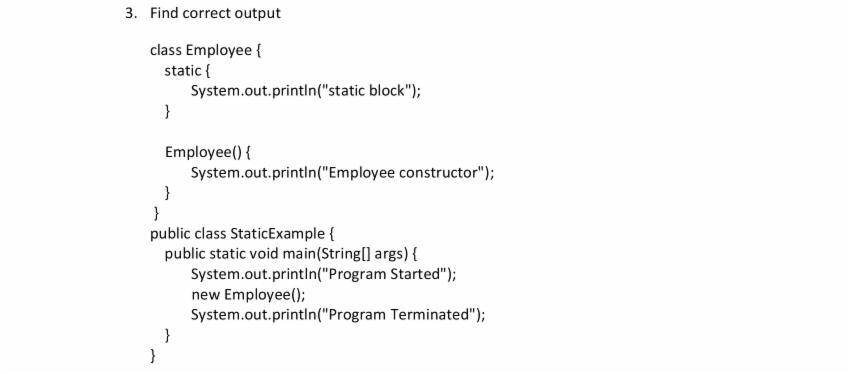 3. Find correct output
class Employee {
static {
System.out.println("static block");
}
Employee() {
System.out.println("Employee constructor");
}
}
public class StaticExample {
public static void main(String[] args) {
System.out.println("Program Started");
new Employee();
System.out.println("Program Terminated");
}
}